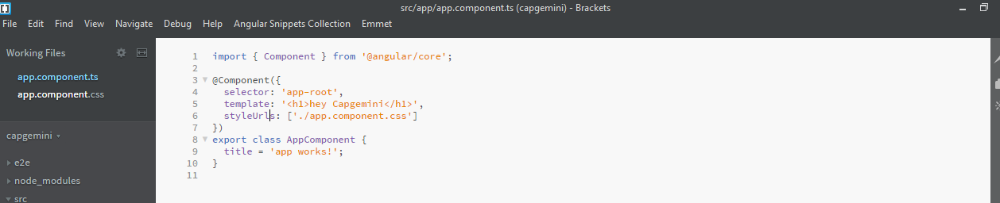 src/app/app.component.ts (capgemini) - Brackets
File Edit Find View Navigate Debug Help Angular Snippets Collection Emmet
Working Files
app.component.ts
app.component.css
capgemini
e2e
node_modules
src
1 import { Component } from '@angular/core';
2
3 @Component({
4 selector: 'app-root',
5 template: '<h1>hey Capgemini</h1>',
6 styleUrls: ['./app.component.css']
7 })
8 export class AppComponent {
9 title = 'app works!';
10 }
11